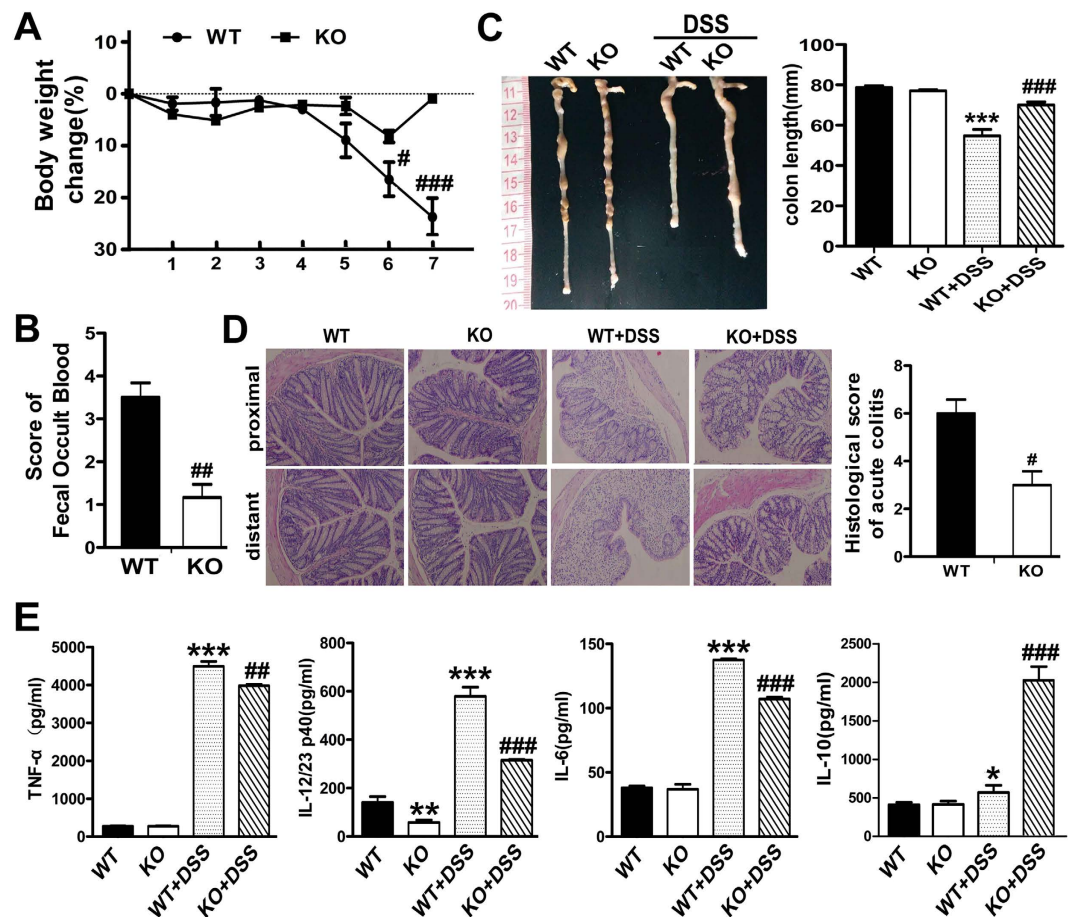 A
WT KO
Body weight
change(%)
10
0
10
20
30
1 2 3 4 5 6 7
#
###
B
Score of
Fecal Occult Blood
5
4
3
2
1
0
##
WT KO
C
DSS
WT KO WT KO
11
12
13
14
15
16
17
18
19
20
colon length(mm)
100
80
60
40
20
0
***
###
WT KO WT+DSS KO+DSS
D
WT KO WT+DSS KO+DSS
proximal
distant
Histological score
of acute colitis
8
6
4
2
0
#
WT KO
E
TNF-α (pg/ml)
5000
4000
3000
2000
1000
500
400
300
200
100
0
***
##
WT KO WT+DSS KO+DSS
IL-12/23 p40(pg/ml)
800
600
400
200
0
**
***
###
WT KO WT+DSS KO+DSS
IL-6(pg/ml)
150
100
50
0
***
###
WT KO WT+DSS KO+DSS
IL-10(pg/ml)
2500
2000
1500
1000
500
0
*
###
WT KO WT+DSS KO+DSS